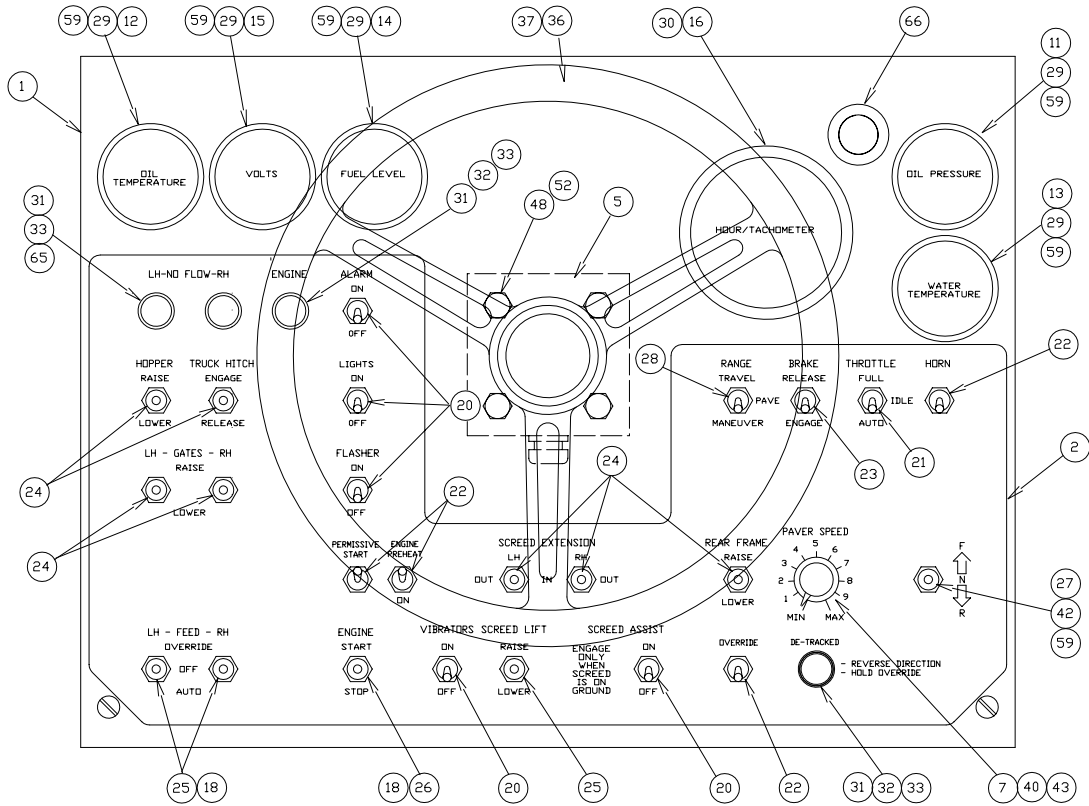 59 29 12
59 29 15
59 29 14
37 36
30 16
66
11
29
59
1
OIL
TEMPERATURE
VOLTS
FUEL LEVEL
HOUR/TACHOMETER
OIL PRESSURE
WATER
TEMPERATURE
13
29
59
31
33
65
31 32 33
48 52
5
LH-NO FLOW-RH
ENGINE
ALARM
ON
OFF
HOPPER
RAISE
LOWER
TRUCK HITCH
ENGAGE
RELEASE
LIGHTS
ON
OFF
20
28
RANGE
TRAVEL
PAVE
MANEUVER
BRAKE
RELEASE
ENGAGE
THROTTLE
FULL
IDLE
AUTO
HORN
22
24
LH - GATES - RH
RAISE
LOWER
FLASHER
ON
OFF
22
24
23
21
2
24
PERMISSIVE
START
ENGINE
PREHEAT
ON
SCREED EXTENSION
LH
RH
OUT
IN
OUT
REAR FRAME
RAISE
LOWER
PAVER SPEED
1
2
3
4
5
6
7
8
9
MIN
MAX
F
N
R
27
42
59
LH - FEED - RH
OVERRIDE
OFF
AUTO
ENGINE
START
STOP
VIBRATORS
ON
OFF
SCREED LIFT
RAISE
LOWER
SCREED ASSIST
ENGAGE
ONLY
WHEN
SCREED
IS ON
GROUND
ON
OFF
OVERRIDE
DE-TRACKED
- REVERSE DIRECTION
- HOLD OVERRIDE
25 18
18 26
20
25
20
22
31 32 33
7 40 43